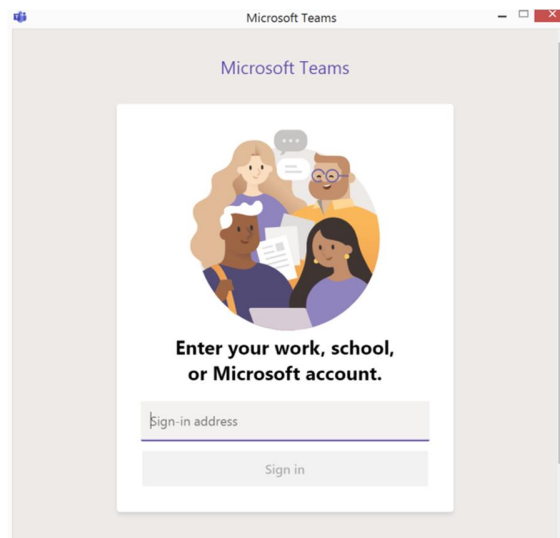 Microsoft Teams
Microsoft Teams
Enter your work, school,
or Microsoft account.
Sign-in address
Sign in